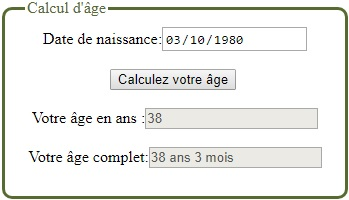 Calcul d'âge
Date de naissance: 03/10/1980
Calculez votre âge
Votre âge en ans : 38
Votre âge complet: 38 ans 3 mois